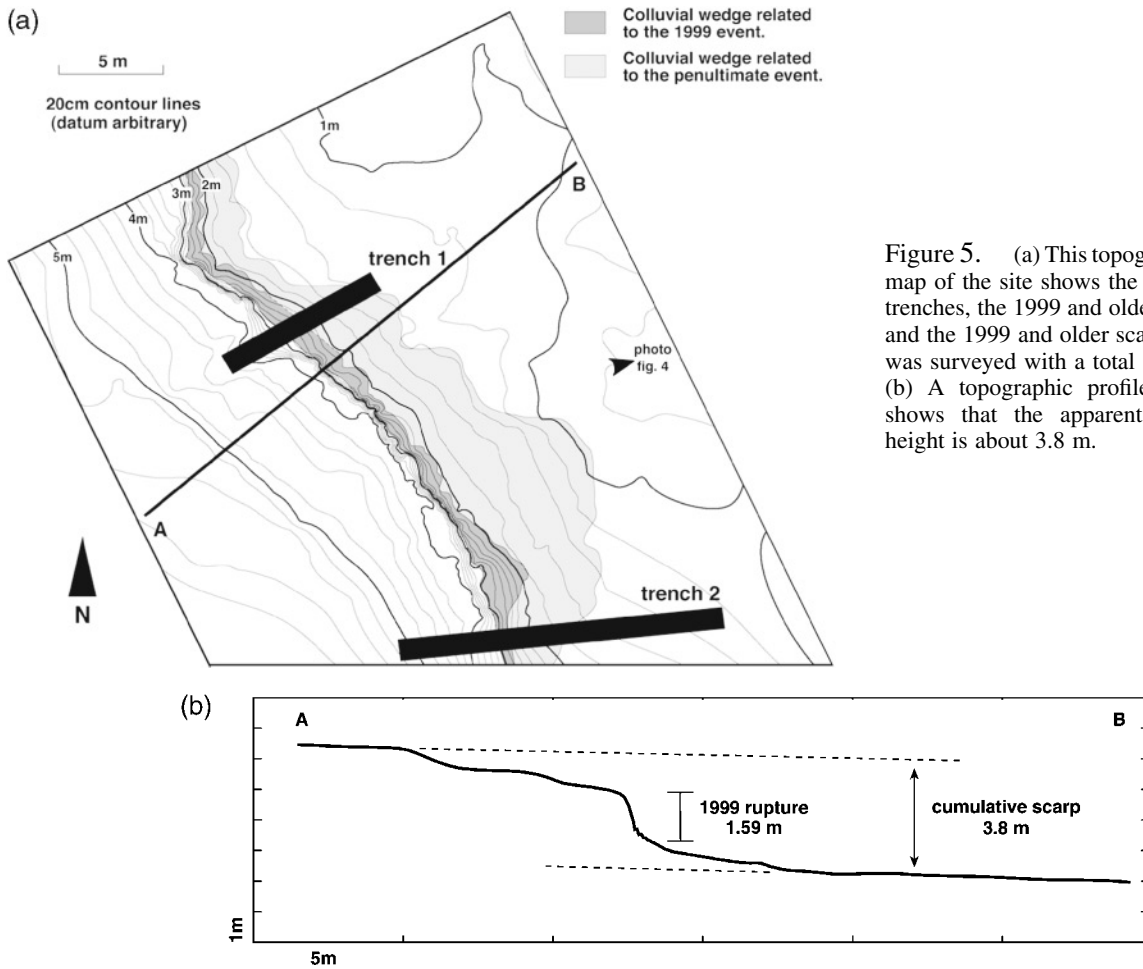 (a)
Colluvial wedge related
to the 1999 event.
Colluvial wedge related
to the penultimate event.
5 m
20cm contour lines
(datum arbitrary)
1m
2m
3m
4m
5m
B
trench 1
photo
fig. 4
A
N
trench 2
Figure 5. (a) This topog
map of the site shows the
trenches, the 1999 and olde
and the 1999 and older sca
was surveyed with a total
(b) A topographic profile
shows that the apparent
height is about 3.8 m.
(b)
A
B
1999 rupture
1.59 m
cumulative scarp
3.8 m
1m
5m